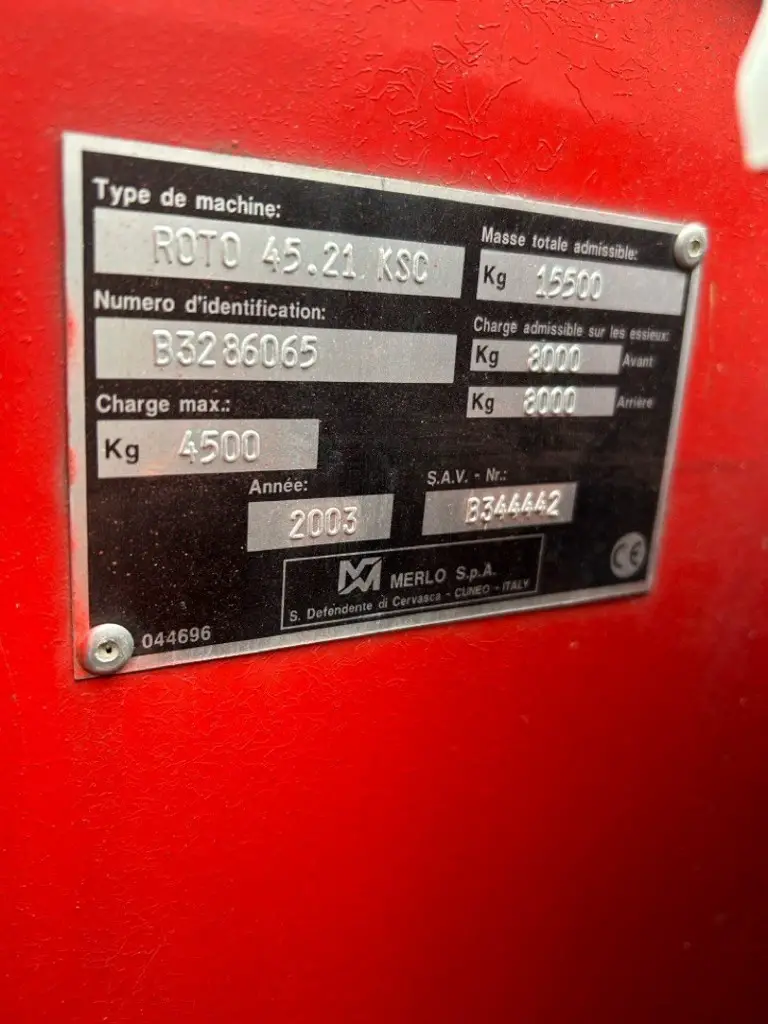 Type de machine:
ROTO 45.21 KSC
Masse totale admissible:
Kg 15500
Numero d'identification:
B3286065
Charge admissible sur les essieux:
Kg 8000 Avant
Kg 8000 Arrière
Charge max.:
Kg 4500
Année:
2003
S.A.V. - Nr.:
B344442
MERLO S.p.A.
S. Defendente di Cervasca - CUNEO - ITALY
CE
044696